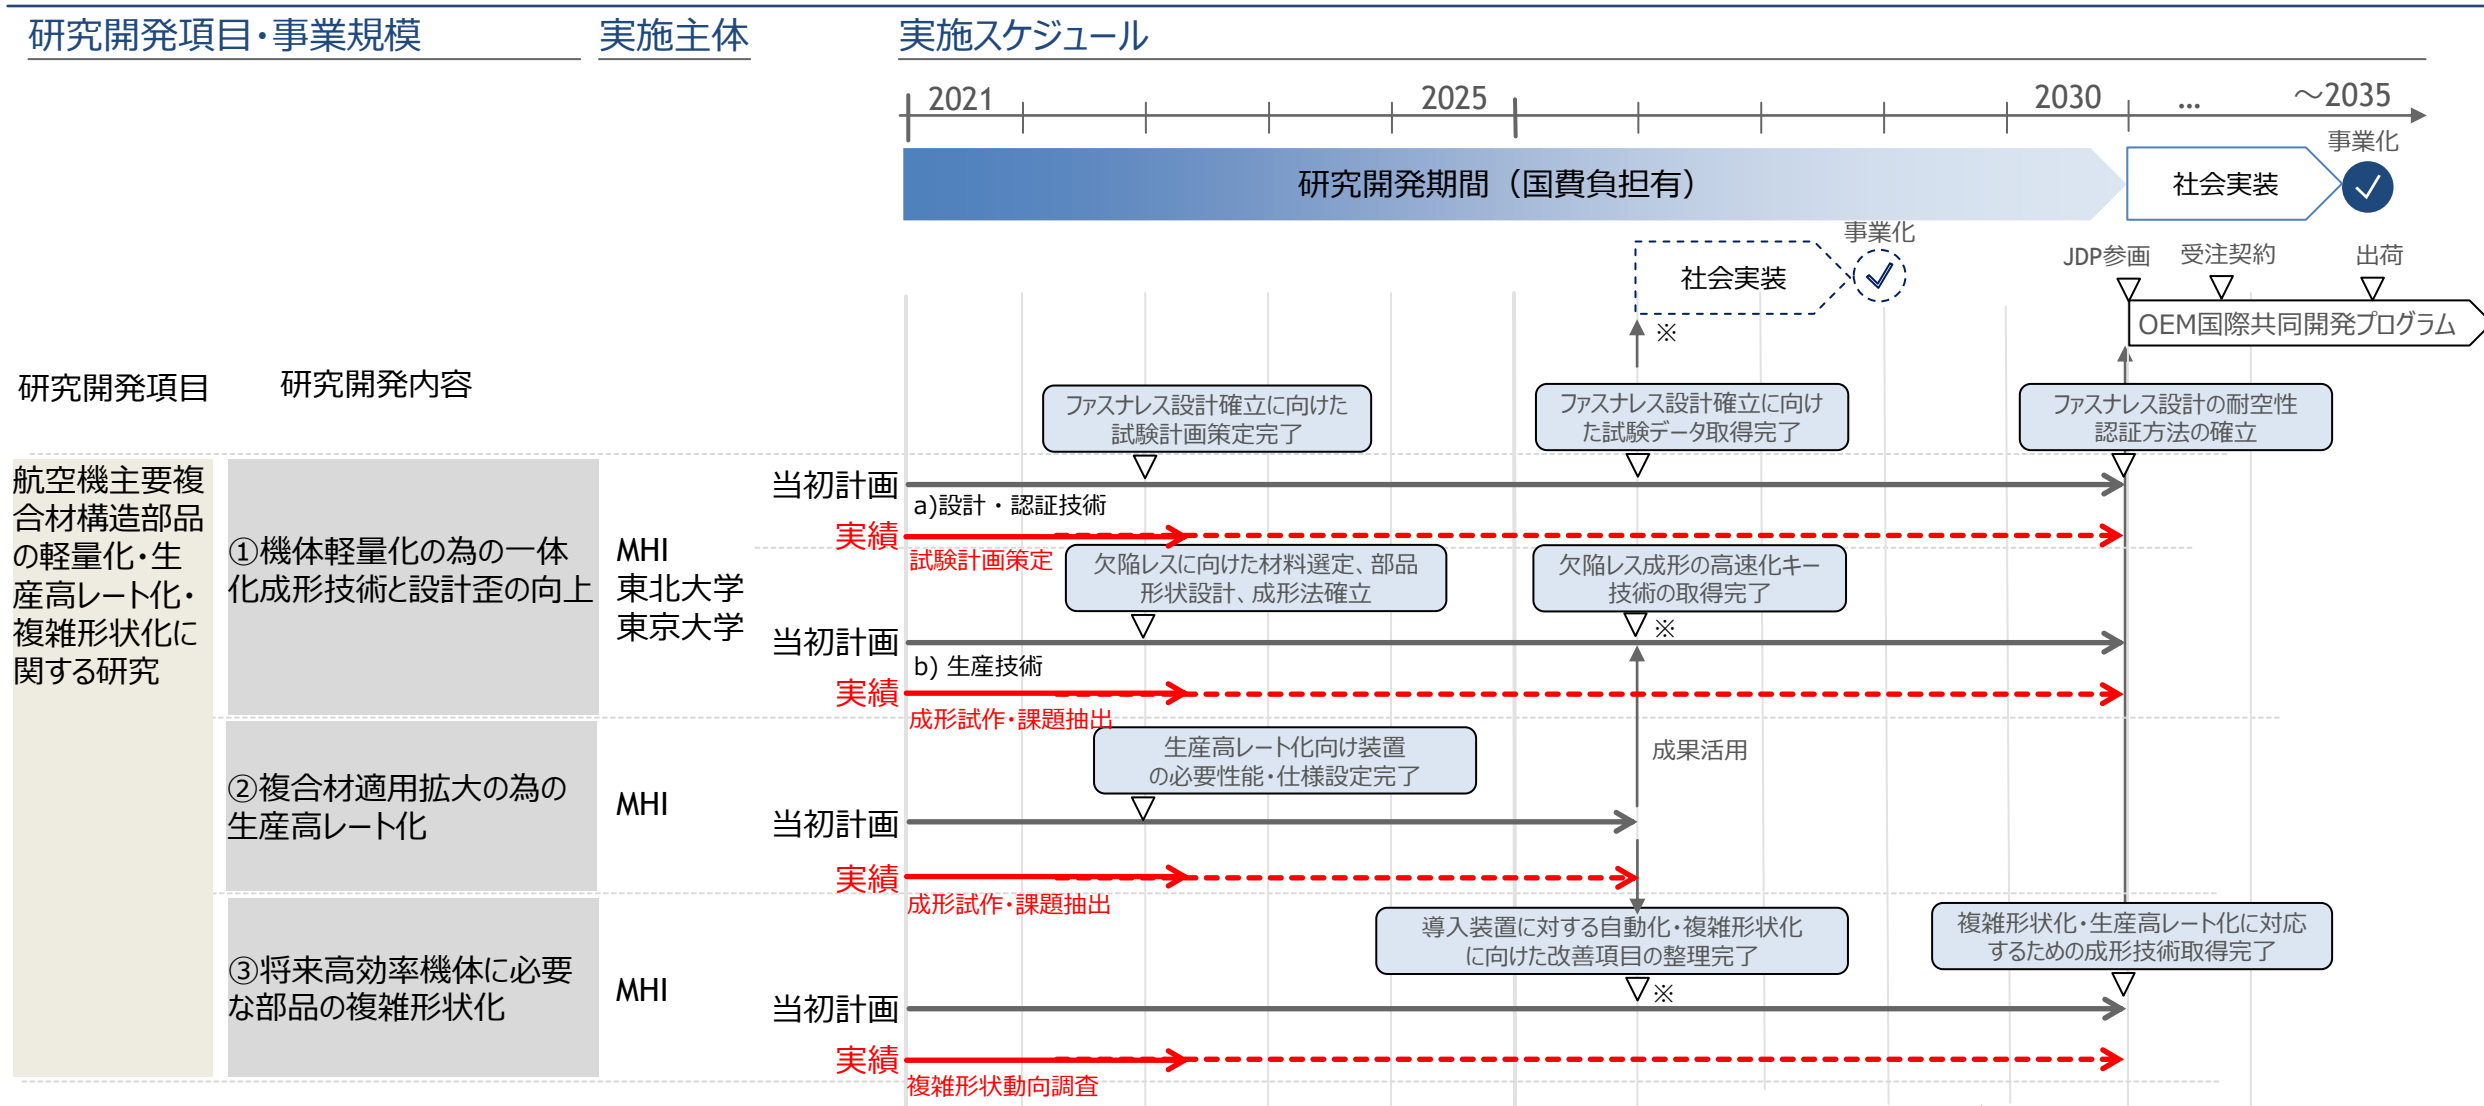 研究開発項目･事業規模
実施主体
実施スケジュール
2021
2025
2030
...
～2035
事業化
研究開発期間（国費負担有）
社会実装
事業化
社会実装
※
JDP参画
受注契約
出荷
OEM国際共同開発プログラム
研究開発項目
研究開発内容
ファスナレス設計確立に向けた
試験計画策定完了
ファスナレス設計確立に向け
た試験データ取得完了
ファスナレス設計の耐空性
認証方法の確立
航空機主要複
合材構造部品
の軽量化･生
産高レート化･
複雑形状化に
関する研究
①機体軽量化の為の一体
化成形技術と設計歪の向上
MHI
東北大学
東京大学
当初計画
a)設計・認証技術
実績
試験計画策定
欠陥レスに向けた材料選定、部品
形状設計、成形法確立
欠陥レス成形の高速化キー
技術の取得完了
※
当初計画
b) 生産技術
実績
成形試作･課題抽出
生産高レート化向け装置
の必要性能･仕様設定完了
成果活用
②複合材適用拡大の為の
生産高レート化
MHI
当初計画
実績
成形試作･課題抽出
導入装置に対する自動化･複雑形状化
に向けた改善項目の整理完了
※
複雑形状化･生産高レート化に対応
するための成形技術取得完了
③将来高効率機体に必要
な部品の複雑形状化
MHI
当初計画
実績
複雑形状動向調査